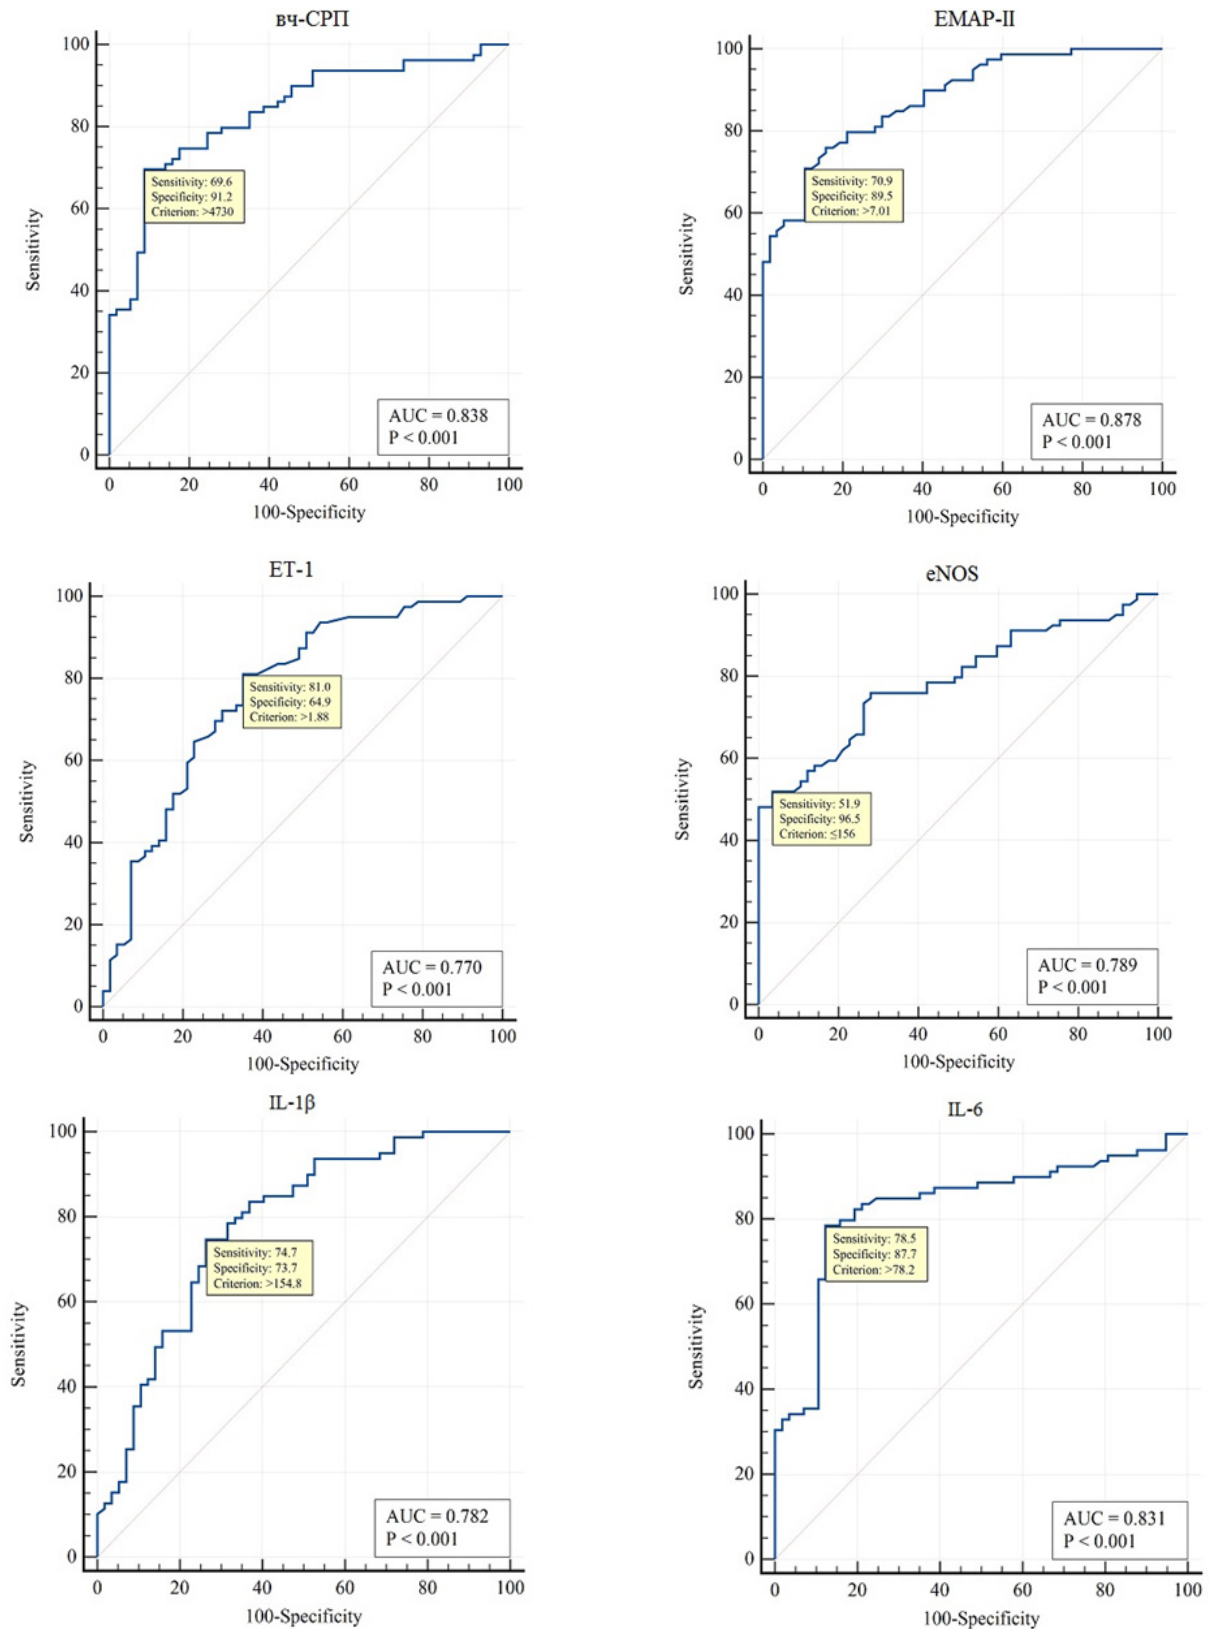 вч-СРП
100
80
60
40
20
0
Sensitivity
Sensitivity: 69.6
Specificity: 91.2
Criterion: >4730
AUC = 0.838
P < 0.001
0 20 40 60 80 100
100-Specificity
EMAP-II
100
80
60
40
20
0
Sensitivity
Sensitivity: 70.9
Specificity: 89.5
Criterion: >7.01
AUC = 0.878
P < 0.001
0 20 40 60 80 100
100-Specificity
ET-1
100
80
60
40
20
0
Sensitivity
Sensitivity: 81.0
Specificity: 64.9
Criterion: >1.88
AUC = 0.770
P < 0.001
0 20 40 60 80 100
100-Specificity
eNOS
100
80
60
40
20
0
Sensitivity
Sensitivity: 51.9
Specificity: 96.5
Criterion: ≤156
AUC = 0.789
P < 0.001
0 20 40 60 80 100
100-Specificity
IL-1β
100
80
60
40
20
0
Sensitivity
Sensitivity: 74.7
Specificity: 73.7
Criterion: >154.8
AUC = 0.782
P < 0.001
0 20 40 60 80 100
100-Specificity
IL-6
100
80
60
40
20
0
Sensitivity
Sensitivity: 78.5
Specificity: 87.7
Criterion: >78.2
AUC = 0.831
P < 0.001
0 20 40 60 80 100
100-Specificity